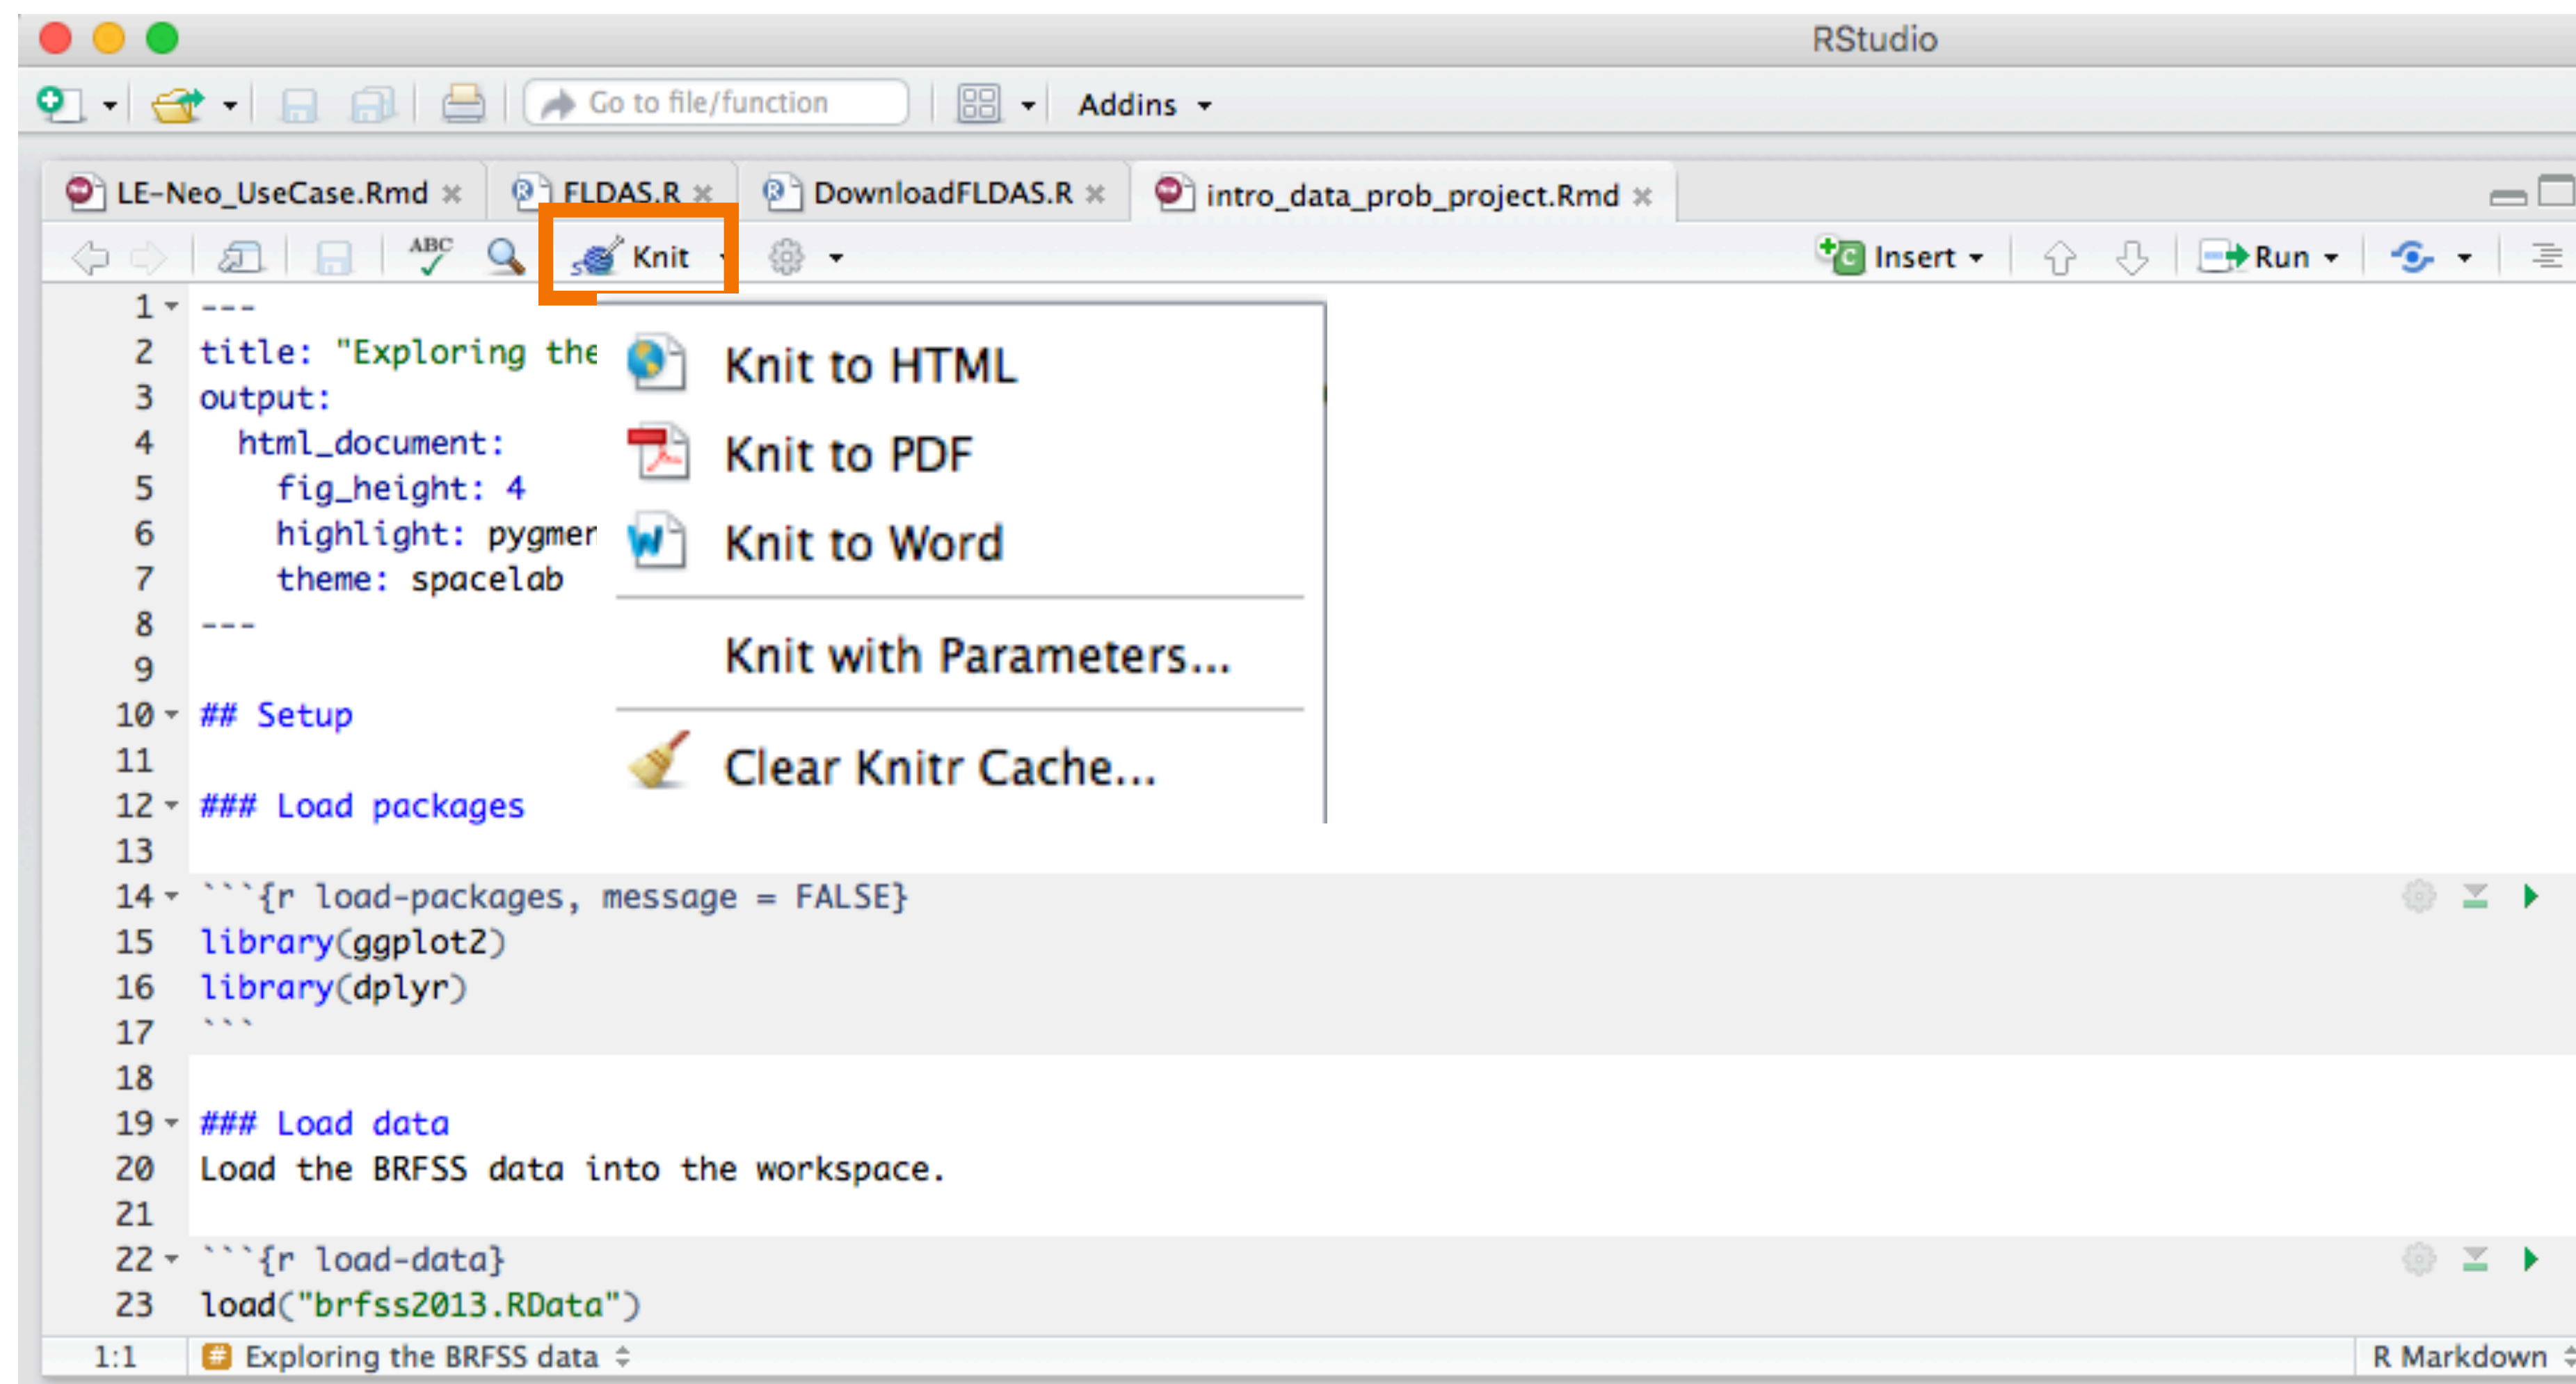 RStudio
Go to file/function
Addins
LE-Neo_UseCase.Rmd
FLDAS.R
DownloadFLDAS.R
intro_data_prob_project.Rmd
ABC
Knit
Insert
Run
1 ---
2 title: "Exploring the
3 output:
4 html_document:
5 fig_height: 4
6 highlight: pygmen
7 theme: spacelab
8 ---
9
10 ## Setup
11
12 ### Load packages
13
Knit to HTML
Knit to PDF
Knit to Word
Knit with Parameters...
Clear Knitr Cache...
14 ```{r load-packages, message = FALSE}
15 library(ggplot2)
16 library(dplyr)
17 ```
18
19 ### Load data
20 Load the BRFSS data into the workspace.
21
22 ```{r load-data}
23 load("brfss2013.RData")
1:1 # Exploring the BRFSS data
R Markdown